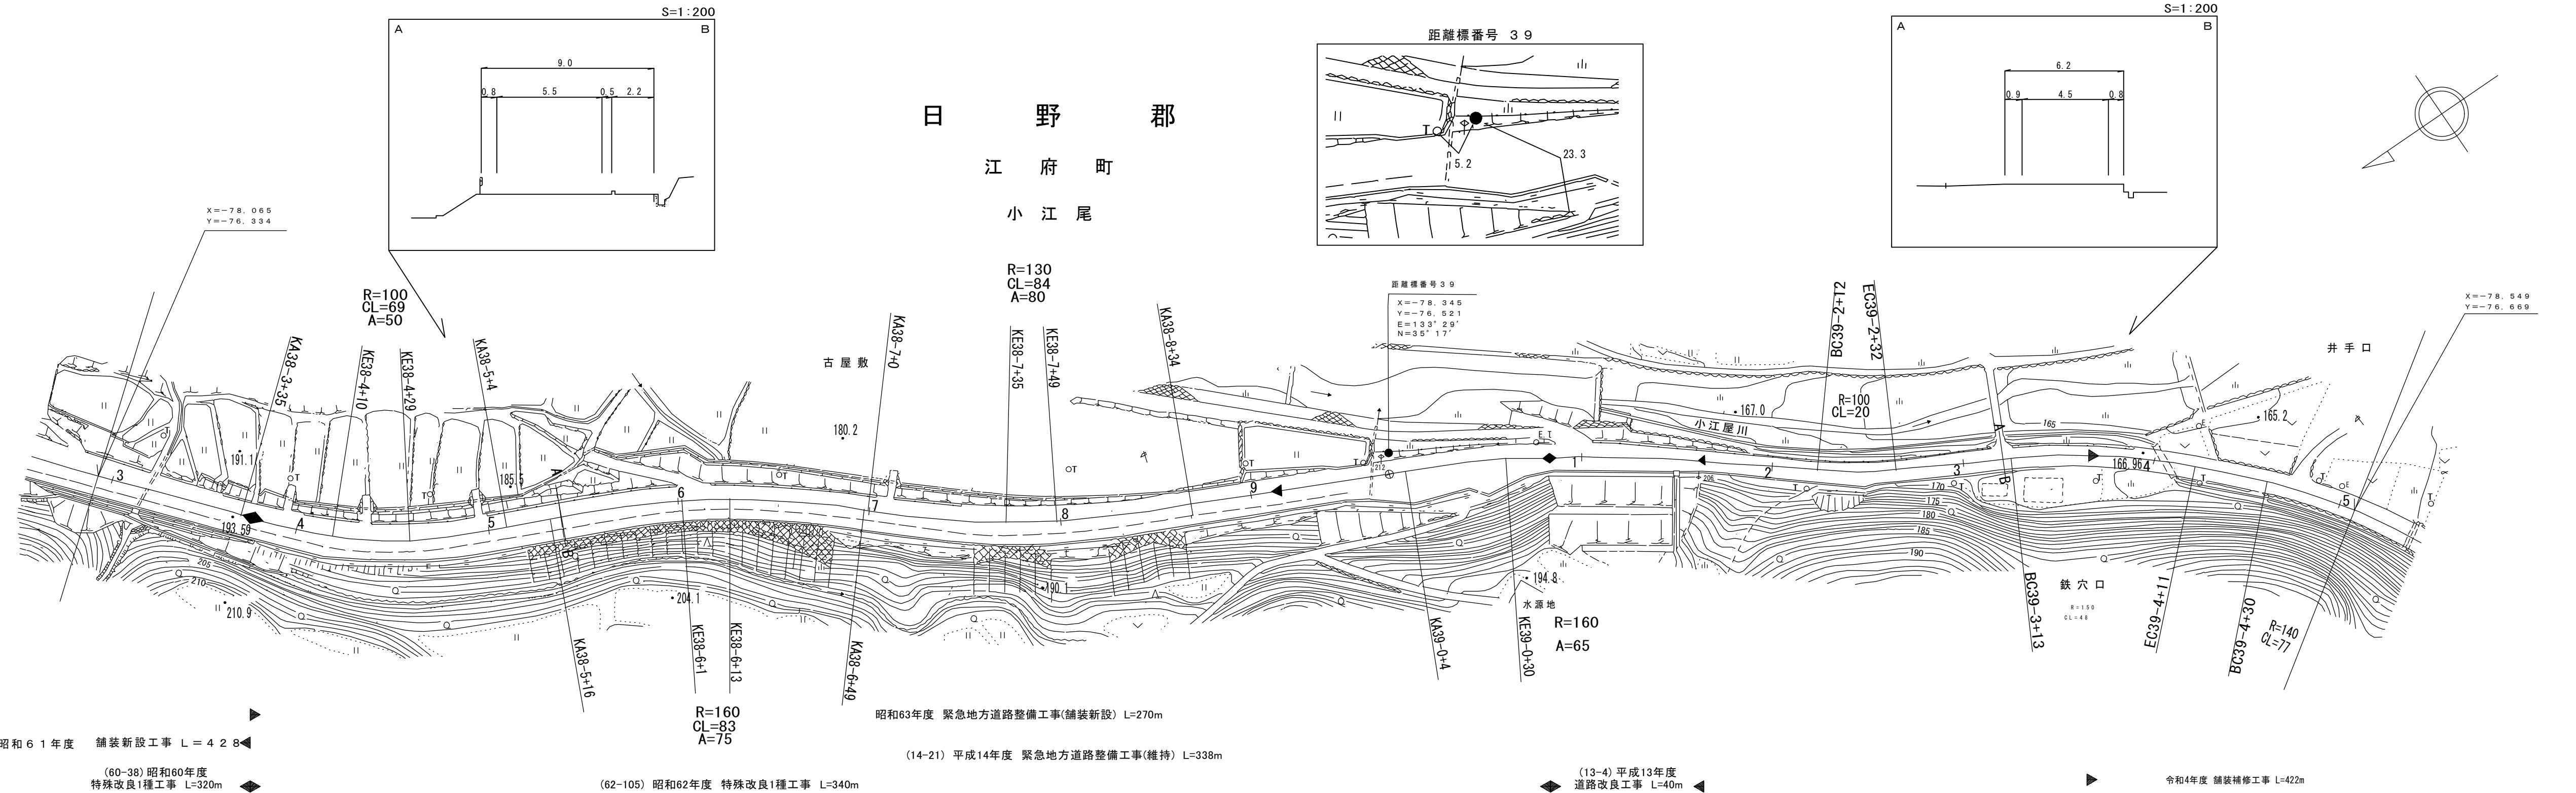 S=1:200
A
B
9.0
0.8
5.5
0.5
2.2
日野郡
江府町
小江尾
距離標番号 39
T
5.2
23.3
S=1:200
A
B
6.2
0.9
4.5
0.8
X=-78,065
Y=-76,334
R=100
CL=69
A=50
R=130
CL=84
A=80
距離標番号39
X=-78,345
Y=-76,521
E=133°29′
N=35°17′
X=-78,549
Y=-76,669
KA38-3+35
KE38-4+10
KE38-4+29
KA38-5+4
古屋敷
KA38-7+0
KE38-7+35
KE38-7+49
KA38-8+34
BC39-2+12
EC39-2+32
井手口
R=100
CL=20
167.0
165.2
小江屋川
165
180.2
191.1
185.5
166.96
193.59
3
4
5
6
7
8
9
1
2
3
4
5
A
B
A
B
212
206
170
175
180
185
190
205
210
210.9
204.1
190.1
194.8
水源地
R=160
A=65
鉄穴口
R=150
CL=48
KA38-5+16
KE38-6+1
KE38-6+13
KA38-6+49
KA39-0+4
KE39-0+30
BC39-3+13
EC39-4+11
BC39-4+30
R=140
CL=77
R=160
CL=83
A=75
昭和63年度 緊急地方道路整備工事(舗装新設) L=270m
昭和61年度 舗装新設工事 L=428
(14-21) 平成14年度 緊急地方道路整備工事(維持) L=338m
(60-38) 昭和60年度
特殊改良1種工事 L=320m
(62-105) 昭和62年度 特殊改良1種工事 L=340m
(13-4) 平成13年度
道路改良工事 L=40m
令和4年度 舗装補修工事 L=422m